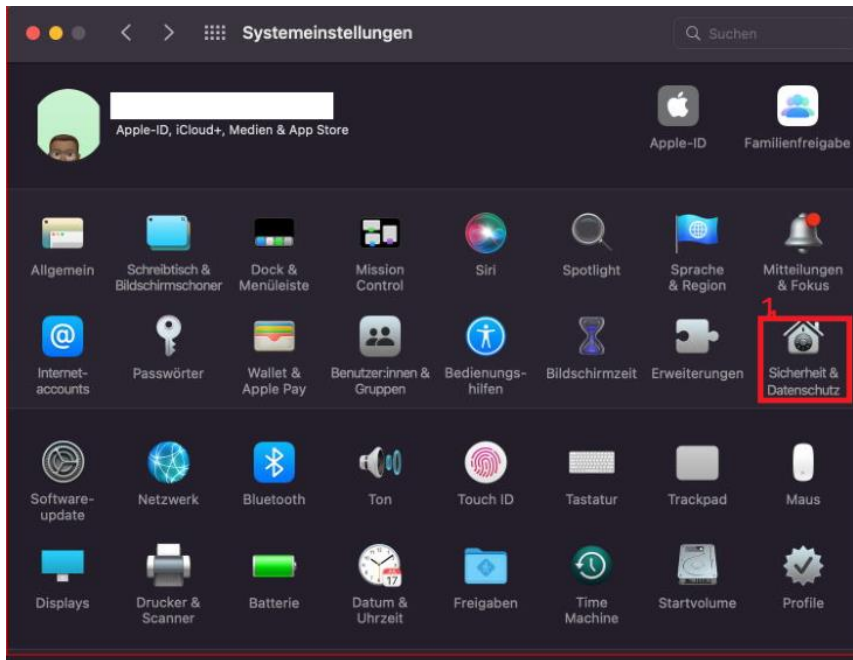 Systemeinstellungen
Suchen
Apple-ID, iCloud+, Medien & App Store
Apple-ID
Familienfreigabe
Allgemein
Schreibtisch &
Bildschirmschoner
Dock &
Menüleiste
Mission
Control
Siri
Spotlight
Sprache
& Region
Mitteilungen
& Fokus
1
Internet-
accounts
Passwörter
Wallet &
Apple Pay
Benutzer:innen &
Gruppen
Bedienungs-
hilfen
Bildschirmzeit
Erweiterungen
Sicherheit &
Datenschutz
Software-
update
Netzwerk
Bluetooth
Ton
Touch ID
Tastatur
Trackpad
Maus
Displays
Drucker &
Scanner
Batterie
JUL
17
Datum &
Uhrzeit
Freigaben
Time
Machine
Startvolume
Profile